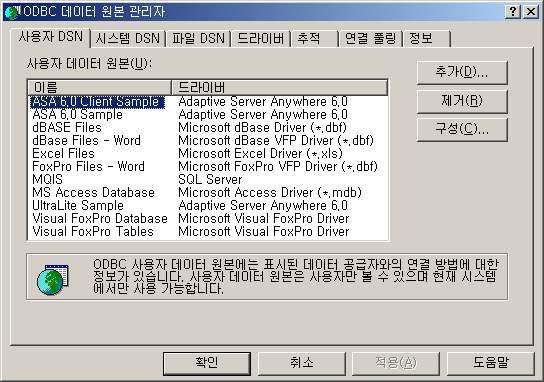 ODBC 데이터 원본 관리자
사용자 DSN 시스템 DSN 파일 DSN 드라이버 추적 연결 풀링 정보
사용자 데이터 원본(U):
이름 드라이버
ASA 6,0 Client Sample Adaptive Server Anywhere 6,0
ASA 6,0 Sample Adaptive Server Anywhere 6,0
dBASE Files Microsoft dBase Driver (*,dbf)
dBase Files - Word Microsoft dBase VFP Driver (*,dbf)
Excel Files Microsoft Excel Driver (*,xls)
FoxPro Files - Word Microsoft FoxPro VFP Driver (*,dbf)
MQIS SQL Server
MS Access Database Microsoft Access Driver (*,mdb)
UltraLite Sample Adaptive Server Anywhere 6,0
Visual FoxPro Database Microsoft Visual FoxPro Driver
Visual FoxPro Tables Microsoft Visual FoxPro Driver
추가(D)...
제거(R)
구성(C)...
ODBC 사용자 데이터 원본에는 표시된 데이터 공급자와의 연결 방법에 대한
정보가 있습니다. 사용자 데이터 원본은 사용자만 볼 수 있으며 현재 시스템
에서만 사용 가능합니다.
확인 취소 적용(A) 도움말